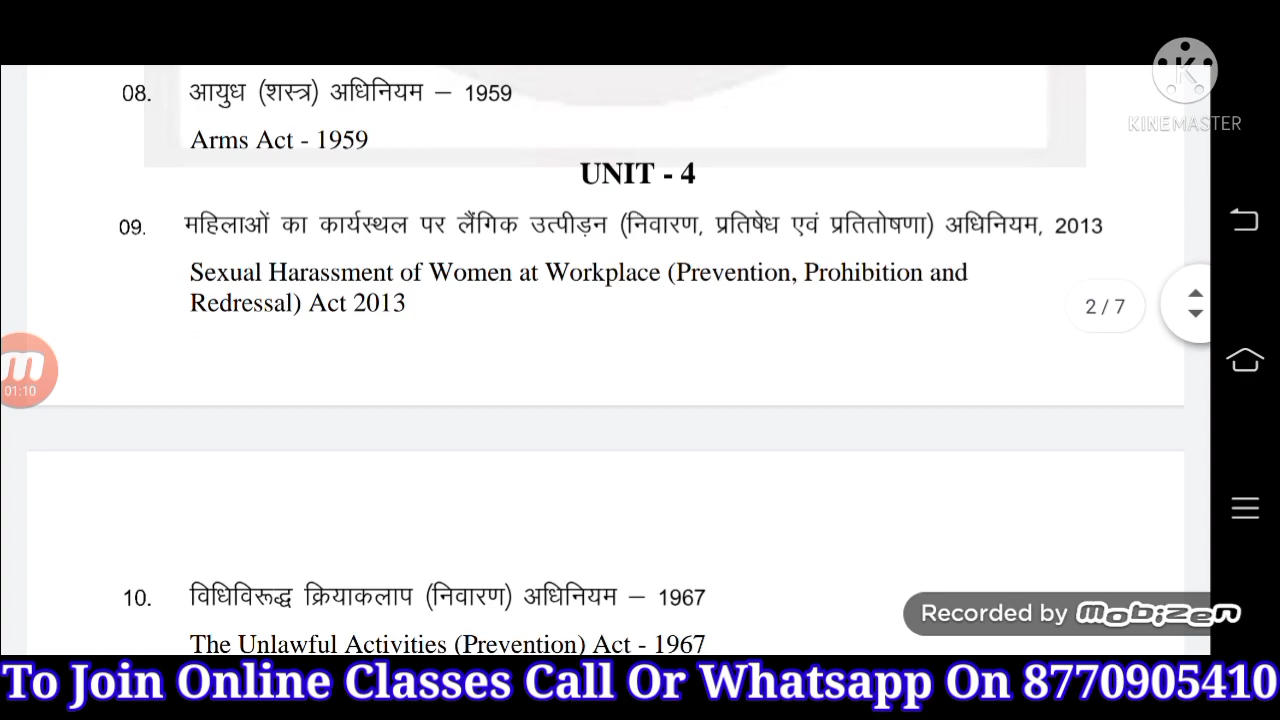 KINEMASTER
08. आयुध (शस्त्र) अधिनियम – 1959
Arms Act - 1959
UNIT - 4
09. महिलाओं का कार्यस्थल पर लैंगिक उत्पीड़न (निवारण, प्रतिषेध एवं प्रतितोषणा) अधिनियम, 2013
Sexual Harassment of Women at Workplace (Prevention, Prohibition and
Redressal) Act 2013
2 / 7
01:10
10. विधिविरूद्ध क्रियाकलाप (निवारण) अधिनियम – 1967
Recorded by mobizen
The Unlawful Activities (Prevention) Act - 1967
To Join Online Classes Call Or Whatsapp On 8770905410